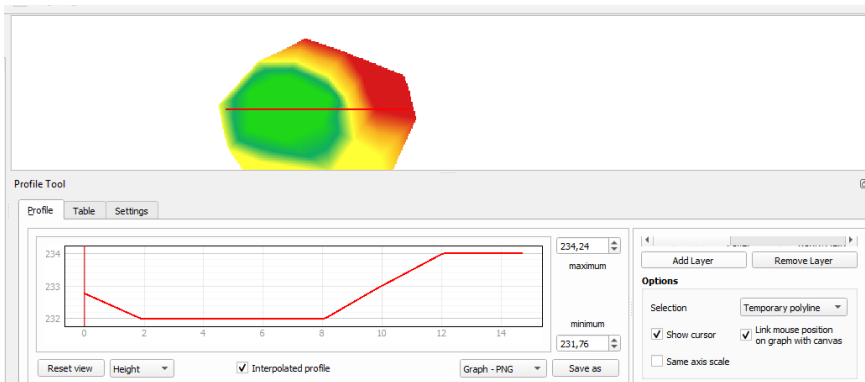 Profile Tool
Profile Table Settings
234
233
232
0 2 4 6 8 10 12 14
234,24
maximum
minimum
231,76
Reset view Height Interpolated profile Graph - PNG Save as
Add Layer Remove Layer
Options
Selection Temporary polyline
Show cursor Link mouse position
on graph with canvas
Same axis scale